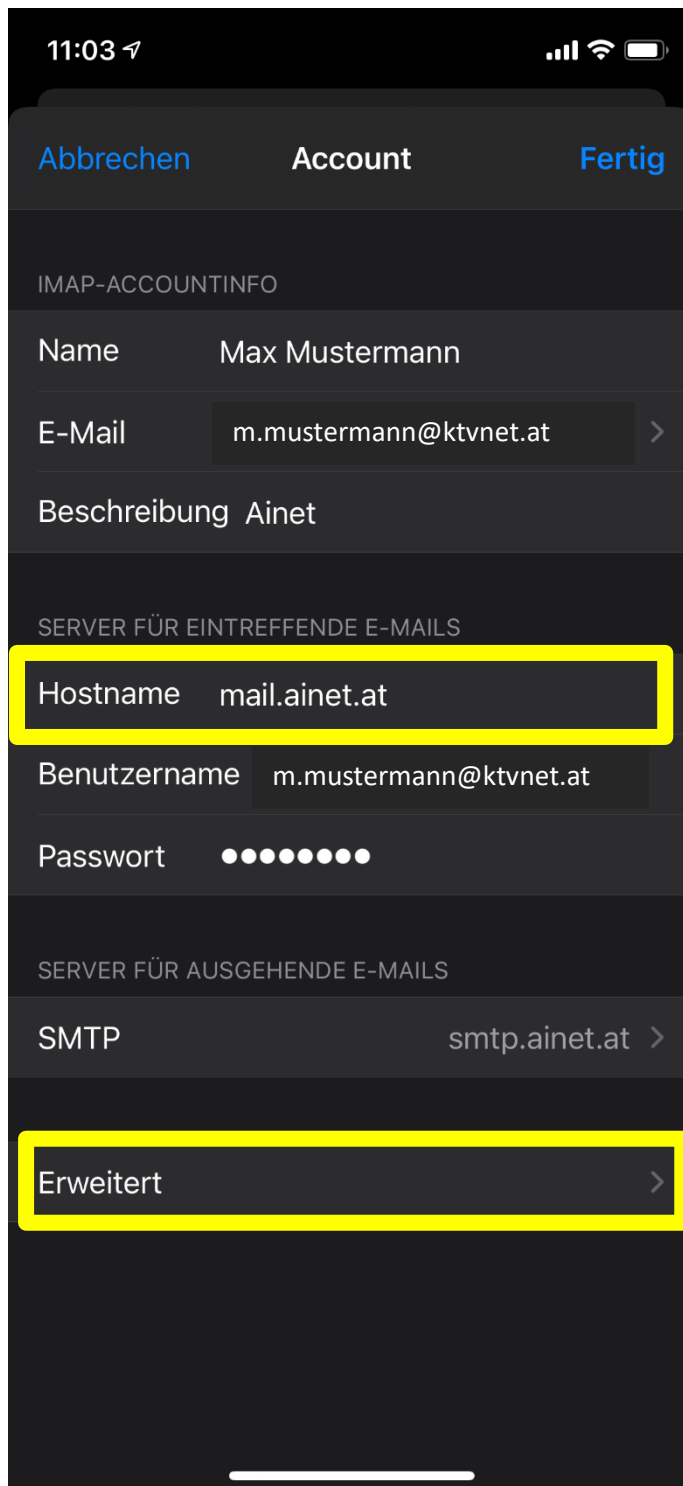 11:03
Abbrechen Account Fertig
IMAP-ACCOUNTINFO
Name Max Mustermann
E-Mail m.mustermann@ktvnet.at
Beschreibung Ainet
SERVER FÜR EINTREFFENDE E-MAILS
Hostname mail.ainet.at
Benutzername m.mustermann@ktvnet.at
Passwort ●●●●●●●●
SERVER FÜR AUSGEHENDE E-MAILS
SMTP smtp.ainet.at
Erweitert